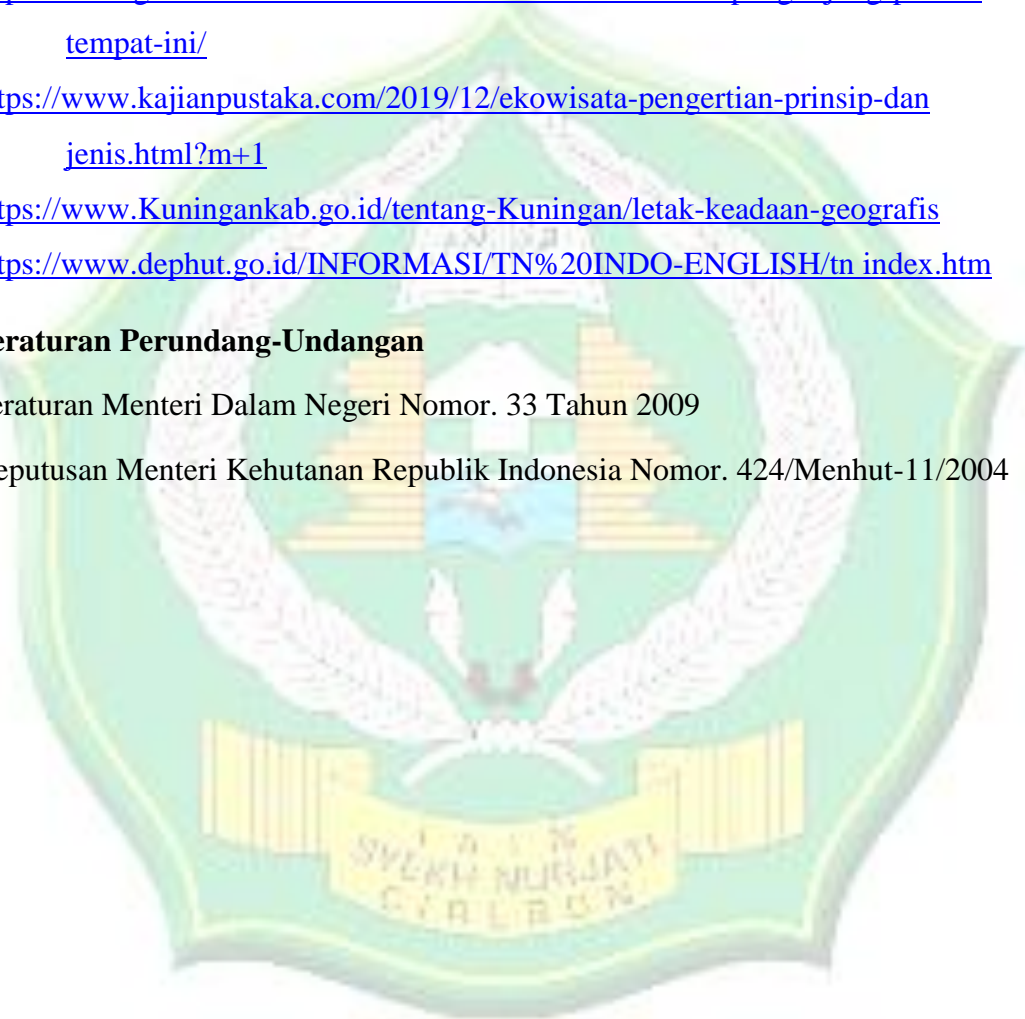 tempat-ini/
tps://www.kajianpustaka.com/2019/12/ekowisata-pengertian-prinsip-dan
jenis.html?m+1
tps://www.Kuningankab.go.id/tentang-Kuningan/letak-keadaan-geografis
tps://www.dephut.go.id/INFORMASI/TN%20INDO-ENGLISH/tn index.htm
eraturan Perundang-Undangan
eraturan Menteri Dalam Negeri Nomor. 33 Tahun 2009
eputusan Menteri Kehutanan Republik Indonesia Nomor. 424/Menhut-11/2004
IAIN
SYEKH NURJATI
CIREBON